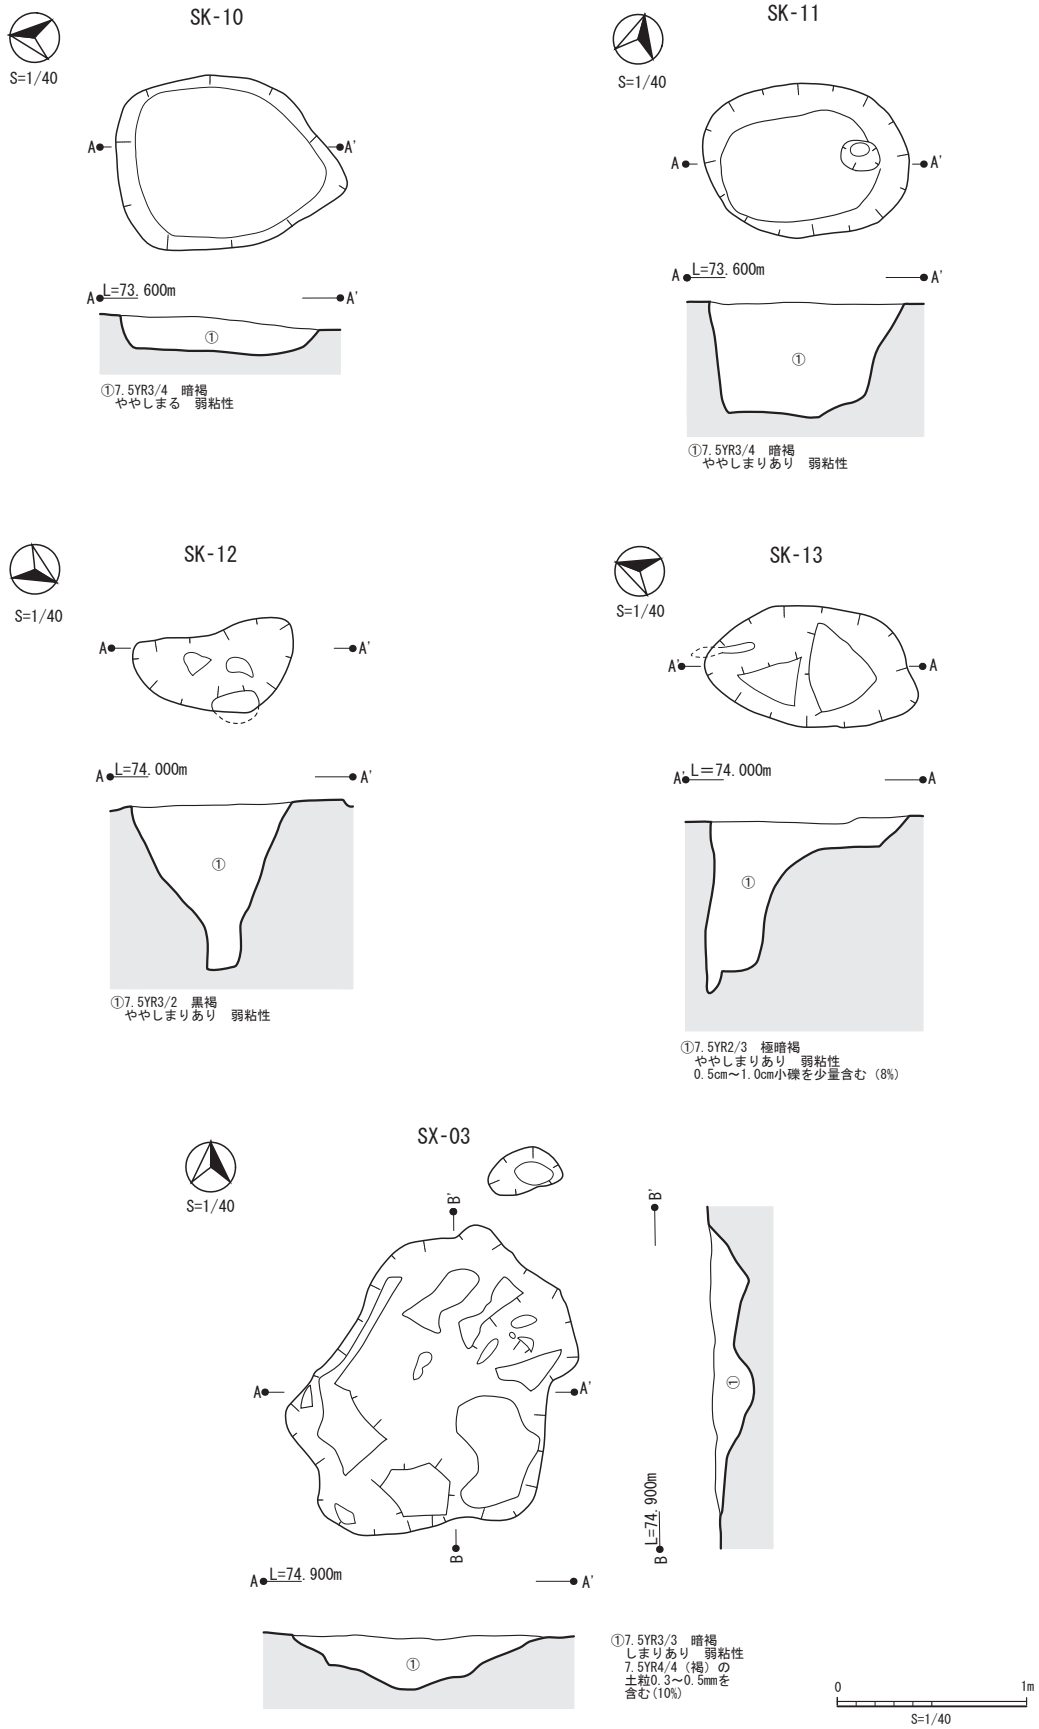 SK-10
S=1/40
A A'
A L=73.600m A'
①
①7.5YR3/4 暗褐
ややしまる 弱粘性
SK-11
S=1/40
A A'
A L=73.600m A'
①
①7.5YR3/4 暗褐
ややしまりあり 弱粘性
SK-12
S=1/40
A A'
A L=74.000m A'
①
①7.5YR3/2 黒褐
ややしまりあり 弱粘性
SK-13
S=1/40
A' A
A' L=74.000m A
①
①7.5YR2/3 極暗褐
ややしまりあり 弱粘性
0.5cm〜1.0cm小礫を少量含む (8%)
SX-03
S=1/40
B'
A A'
B
B'
①
L=74.900m
B
A L=74.900m A'
①
①7.5YR3/3 暗褐
しまりあり 弱粘性
7.5YR4/4 (褐) の
土粒0.3〜0.5mmを
含む(10%)
0 1m
S=1/40